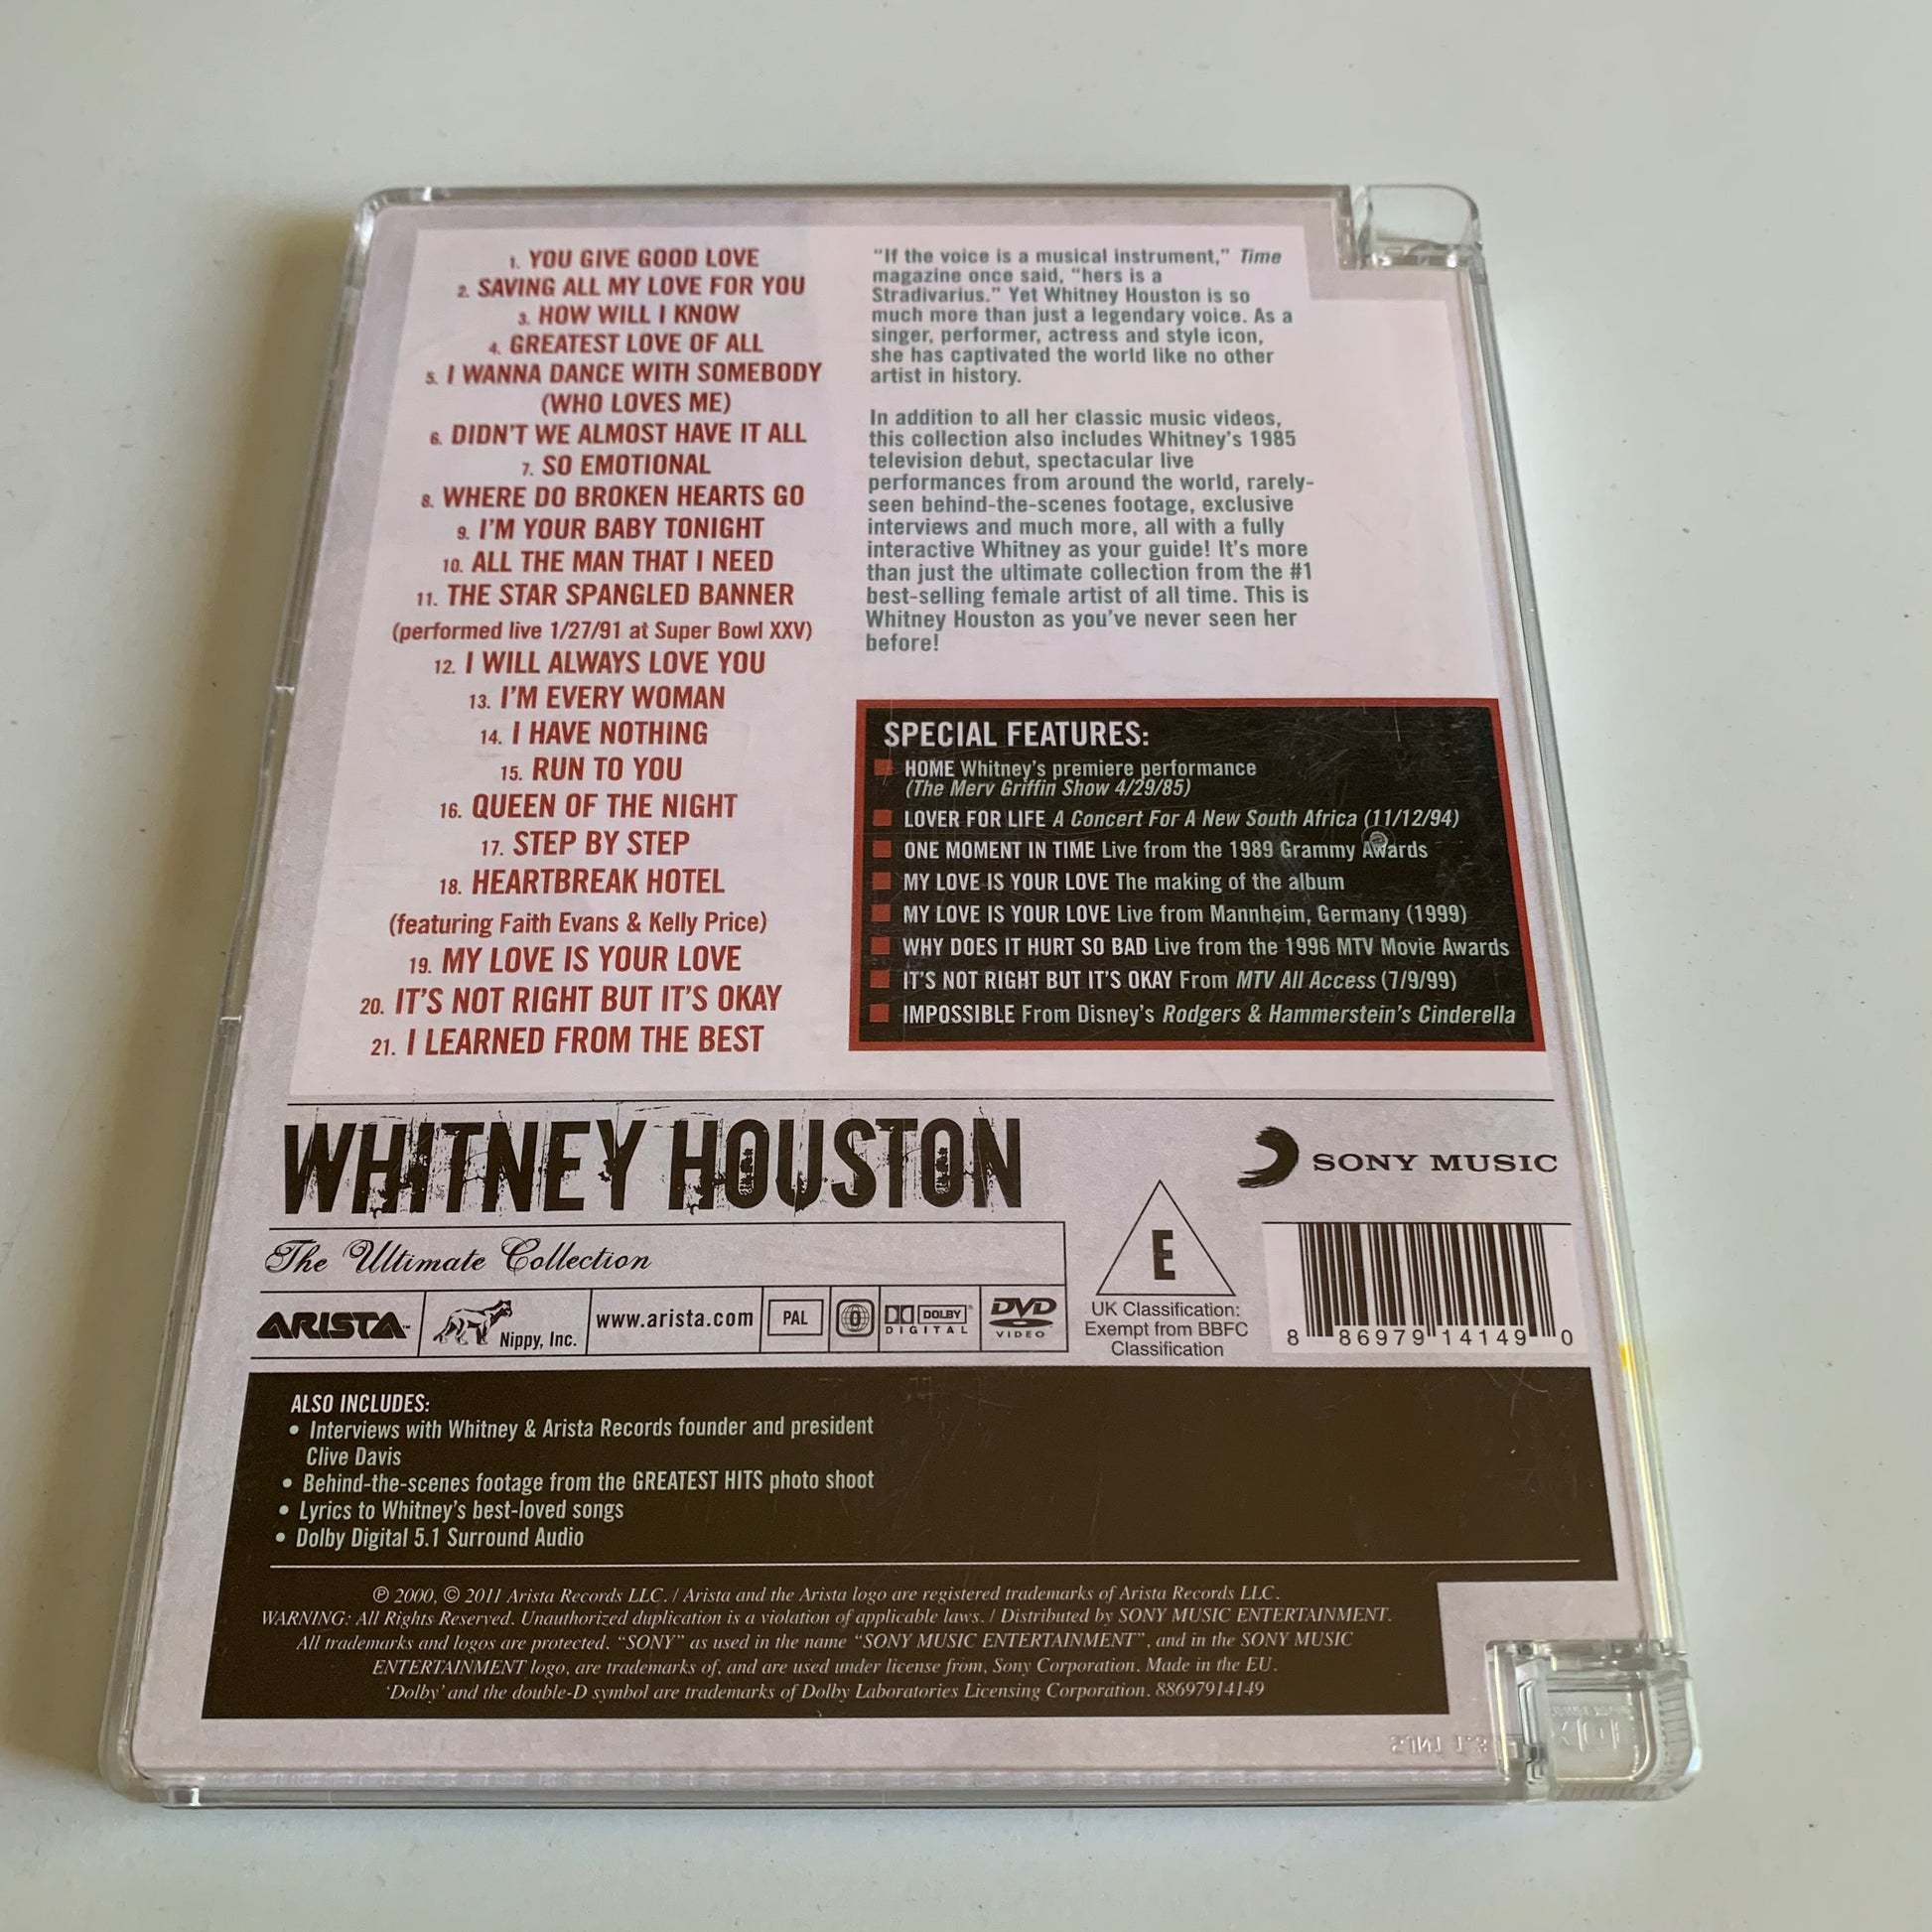 1. YOU GIVE GOOD LOVE
2. SAVING ALL MY LOVE FOR YOU
3. HOW WILL I KNOW
4. GREATEST LOVE OF ALL
5. I WANNA DANCE WITH SOMEBODY
(WHO LOVES ME)
6. DIDN'T WE ALMOST HAVE IT ALL
7. SO EMOTIONAL
8. WHERE DO BROKEN HEARTS GO
9. I'M YOUR BABY TONIGHT
10. ALL THE MAN THAT I NEED
11. THE STAR SPANGLED BANNER
(performed live 1/27/91 at Super Bowl XXV)
12. I WILL ALWAYS LOVE YOU
13. I'M EVERY WOMAN
14. I HAVE NOTHING
15. RUN TO YOU
16. QUEEN OF THE NIGHT
17. STEP BY STEP
18. HEARTBREAK HOTEL
(featuring Faith Evans & Kelly Price)
19. MY LOVE IS YOUR LOVE
20. IT'S NOT RIGHT BUT IT'S OKAY
21. I LEARNED FROM THE BEST
"If the voice is a musical instrument," Time
magazine once said, "hers is a
Stradivarius." Yet Whitney Houston is so
much more than just a legendary voice. As a
singer, performer, actress and style icon,
she has captivated the world like no other
artist in history.
In addition to all her classic music videos,
this collection also includes Whitney's 1985
television debut, spectacular live
performances from around the world, rarely-
seen behind-the-scenes footage, exclusive
interviews and much more, all with a fully
interactive Whitney as your guide! It's more
than just the ultimate collection from the #1
best-selling female artist of all time. This is
Whitney Houston as you've never seen her
before!
SPECIAL FEATURES:
HOME Whitney's premiere performance
(The Merv Griffin Show 4/29/85)
LOVER FOR LIFE A Concert For A New South Africa (11/12/94)
ONE MOMENT IN TIME Live from the 1989 Grammy Awards
MY LOVE IS YOUR LOVE The making of the album
MY LOVE IS YOUR LOVE Live from Mannheim, Germany (1999)
WHY DOES IT HURT SO BAD Live from the 1996 MTV Movie Awards
IT'S NOT RIGHT BUT IT'S OKAY From MTV All Access (7/9/99)
IMPOSSIBLE From Disney's Rodgers & Hammerstein's Cinderella
WHITNEY HOUSTON
The Ultimate Collection
ARISTA™ Nippy, Inc. www.arista.com PAL 0 DOLBY® DIGITAL DVD VIDEO
E
UK Classification:
Exempt from BBFC
Classification
SONY MUSIC
8 86979 14149 0
ALSO INCLUDES:
• Interviews with Whitney & Arista Records founder and president
Clive Davis
• Behind-the-scenes footage from the GREATEST HITS photo shoot
• Lyrics to Whitney's best-loved songs
• Dolby Digital 5.1 Surround Audio
℗ 2000, © 2011 Arista Records LLC. / Arista and the Arista logo are registered trademarks of Arista Records LLC.
WARNING: All Rights Reserved. Unauthorized duplication is a violation of applicable laws. / Distributed by SONY MUSIC ENTERTAINMENT.
All trademarks and logos are protected. "SONY" as used in the name "SONY MUSIC ENTERTAINMENT", and in the SONY MUSIC
ENTERTAINMENT logo, are trademarks of, and are used under license from, Sony Corporation. Made in the EU.
'Dolby' and the double-D symbol are trademarks of Dolby Laboratories Licensing Corporation. 88697914149